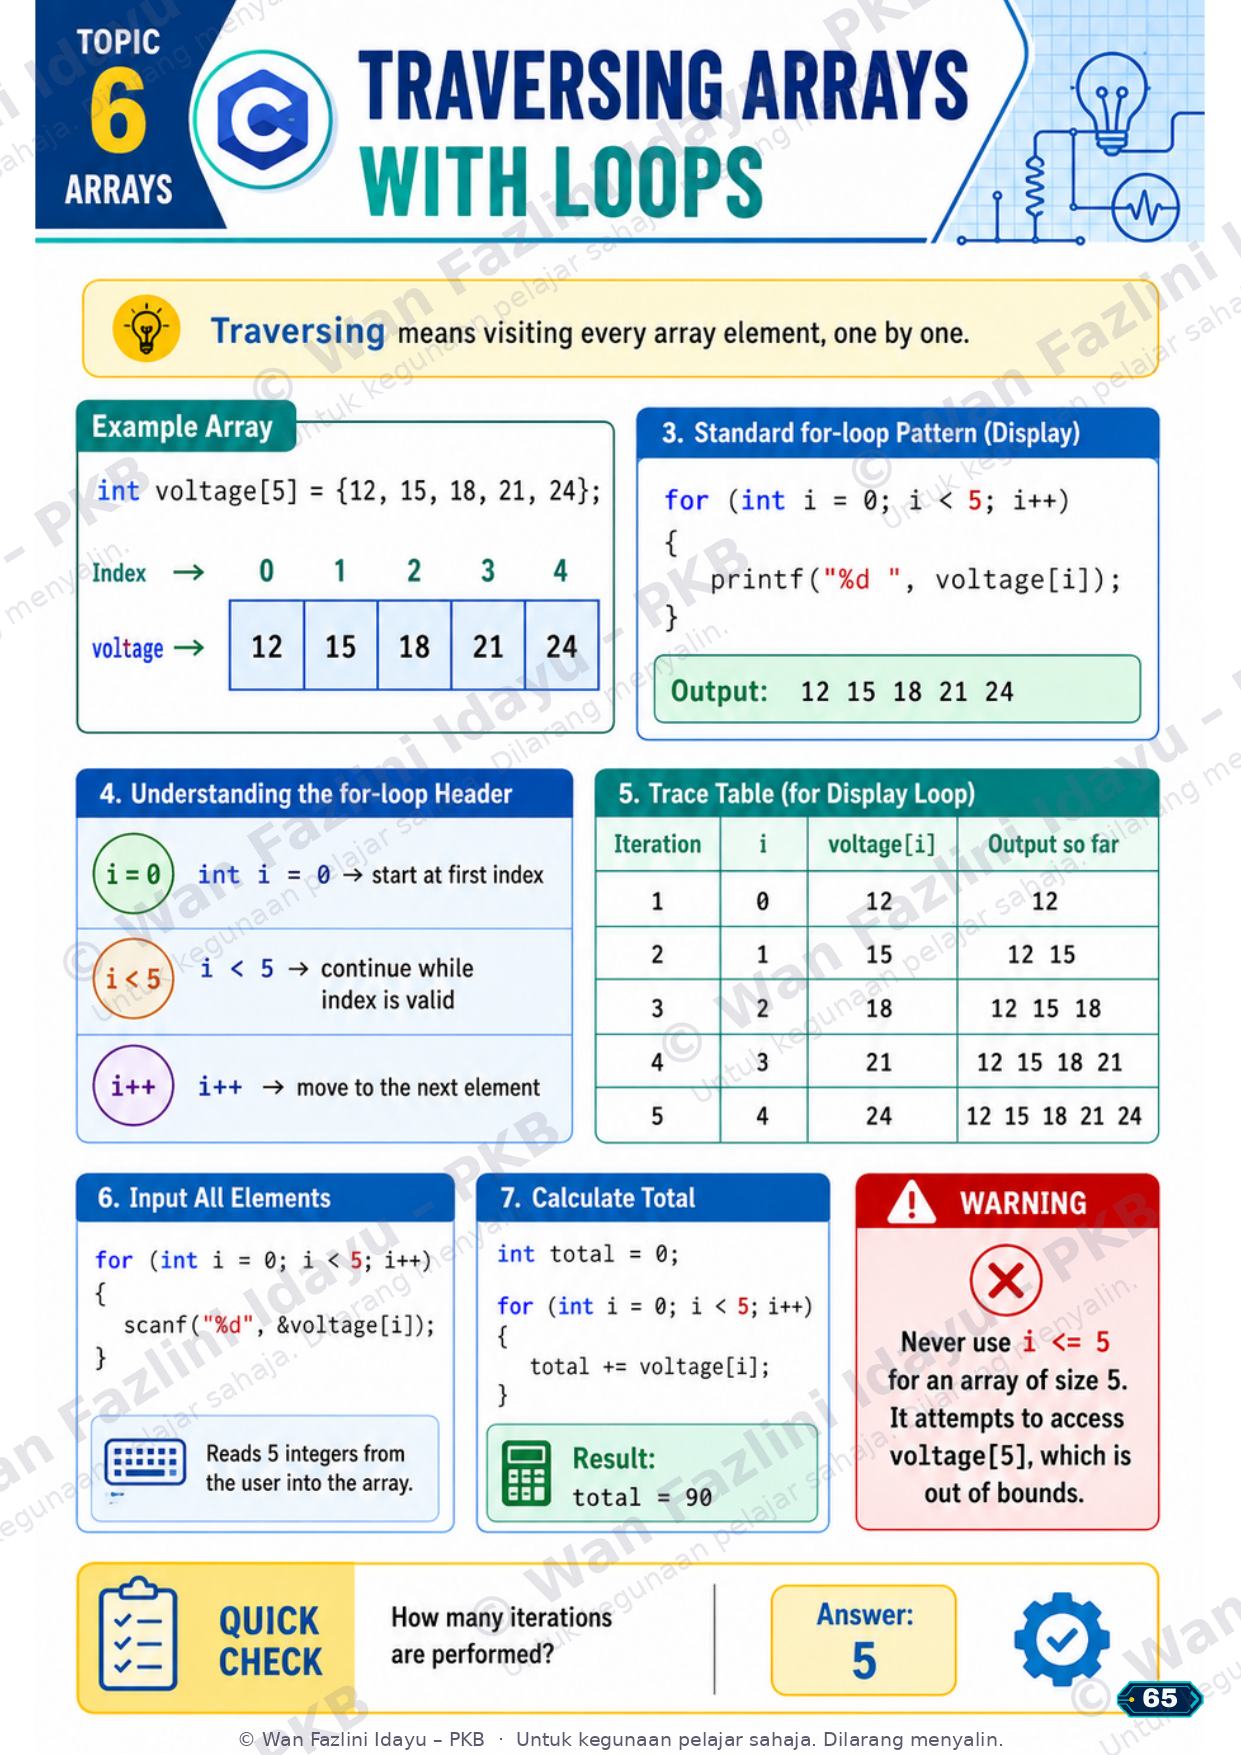 TOPIC
6
ARRAYS
C
TRAVERSING ARRAYS
WITH LOOPS
Traversing means visiting every array element, one by one.
Example Array
int voltage[5] = {12, 15, 18, 21, 24};
Index → 0 1 2 3 4
voltage → 12 15 18 21 24
3. Standard for-loop Pattern (Display)
for (int i = 0; i < 5; i++)
{
printf("%d ", voltage[i]);
}
Output: 12 15 18 21 24
4. Understanding the for-loop Header
i = 0 int i = 0 → start at first index
i < 5 i < 5 → continue while
index is valid
i++ i++ → move to the next element
5. Trace Table (for Display Loop)
Iteration i voltage[i] Output so far
1 0 12 12
2 1 15 12 15
3 2 18 12 15 18
4 3 21 12 15 18 21
5 4 24 12 15 18 21 24
6. Input All Elements
for (int i = 0; i < 5; i++)
{
scanf("%d", &voltage[i]);
}
Reads 5 integers from
the user into the array.
7. Calculate Total
int total = 0;
for (int i = 0; i < 5; i++)
{
total += voltage[i];
}
Result:
total = 90
WARNING
Never use i <= 5
for an array of size 5.
It attempts to access
voltage[5], which is
out of bounds.
QUICK
CHECK
How many iterations
are performed?
Answer:
5
65
© Wan Fazlini Idayu – PKB · Untuk kegunaan pelajar sahaja. Dilarang menyalin.
© Wan Fazlini Idayu – PKB
Untuk kegunaan pelajar sahaja. Dilarang menyalin.